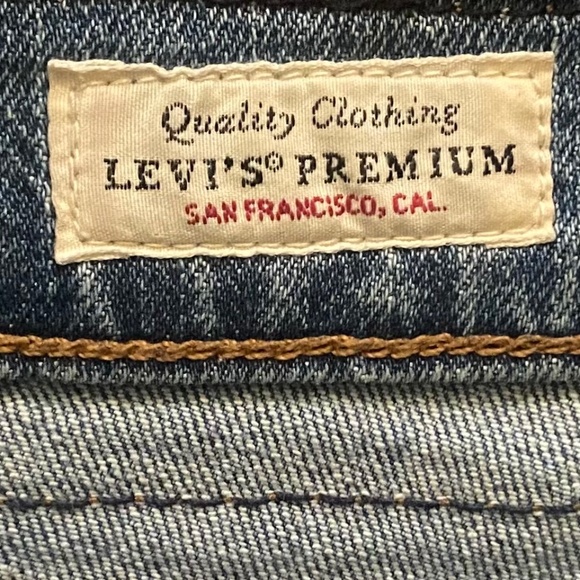 Quality Clothing
LEVI'S® PREMIUM
SAN FRANCISCO, CAL.